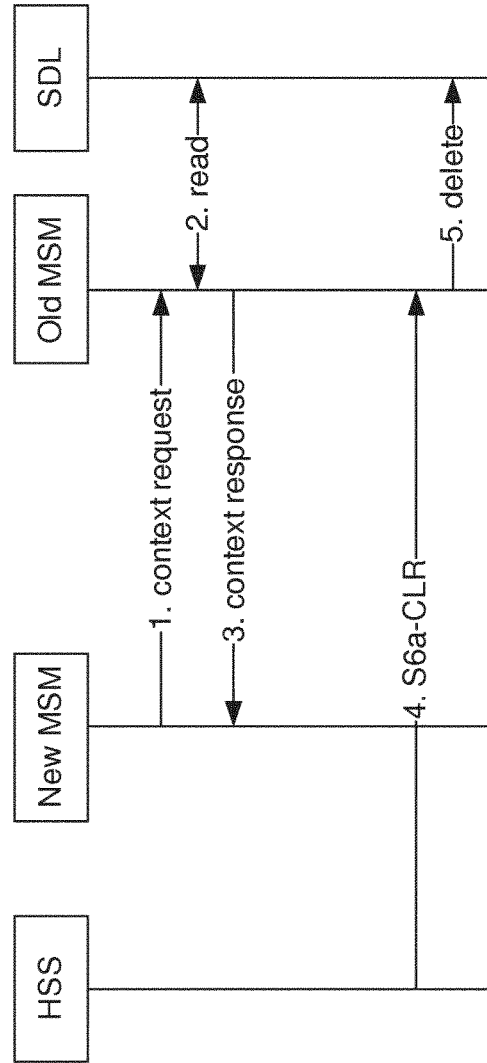 HSS
New MSM
Old MSM
SDL
1. context request
2. read
3. context response
4. S6a-CLR
5. delete